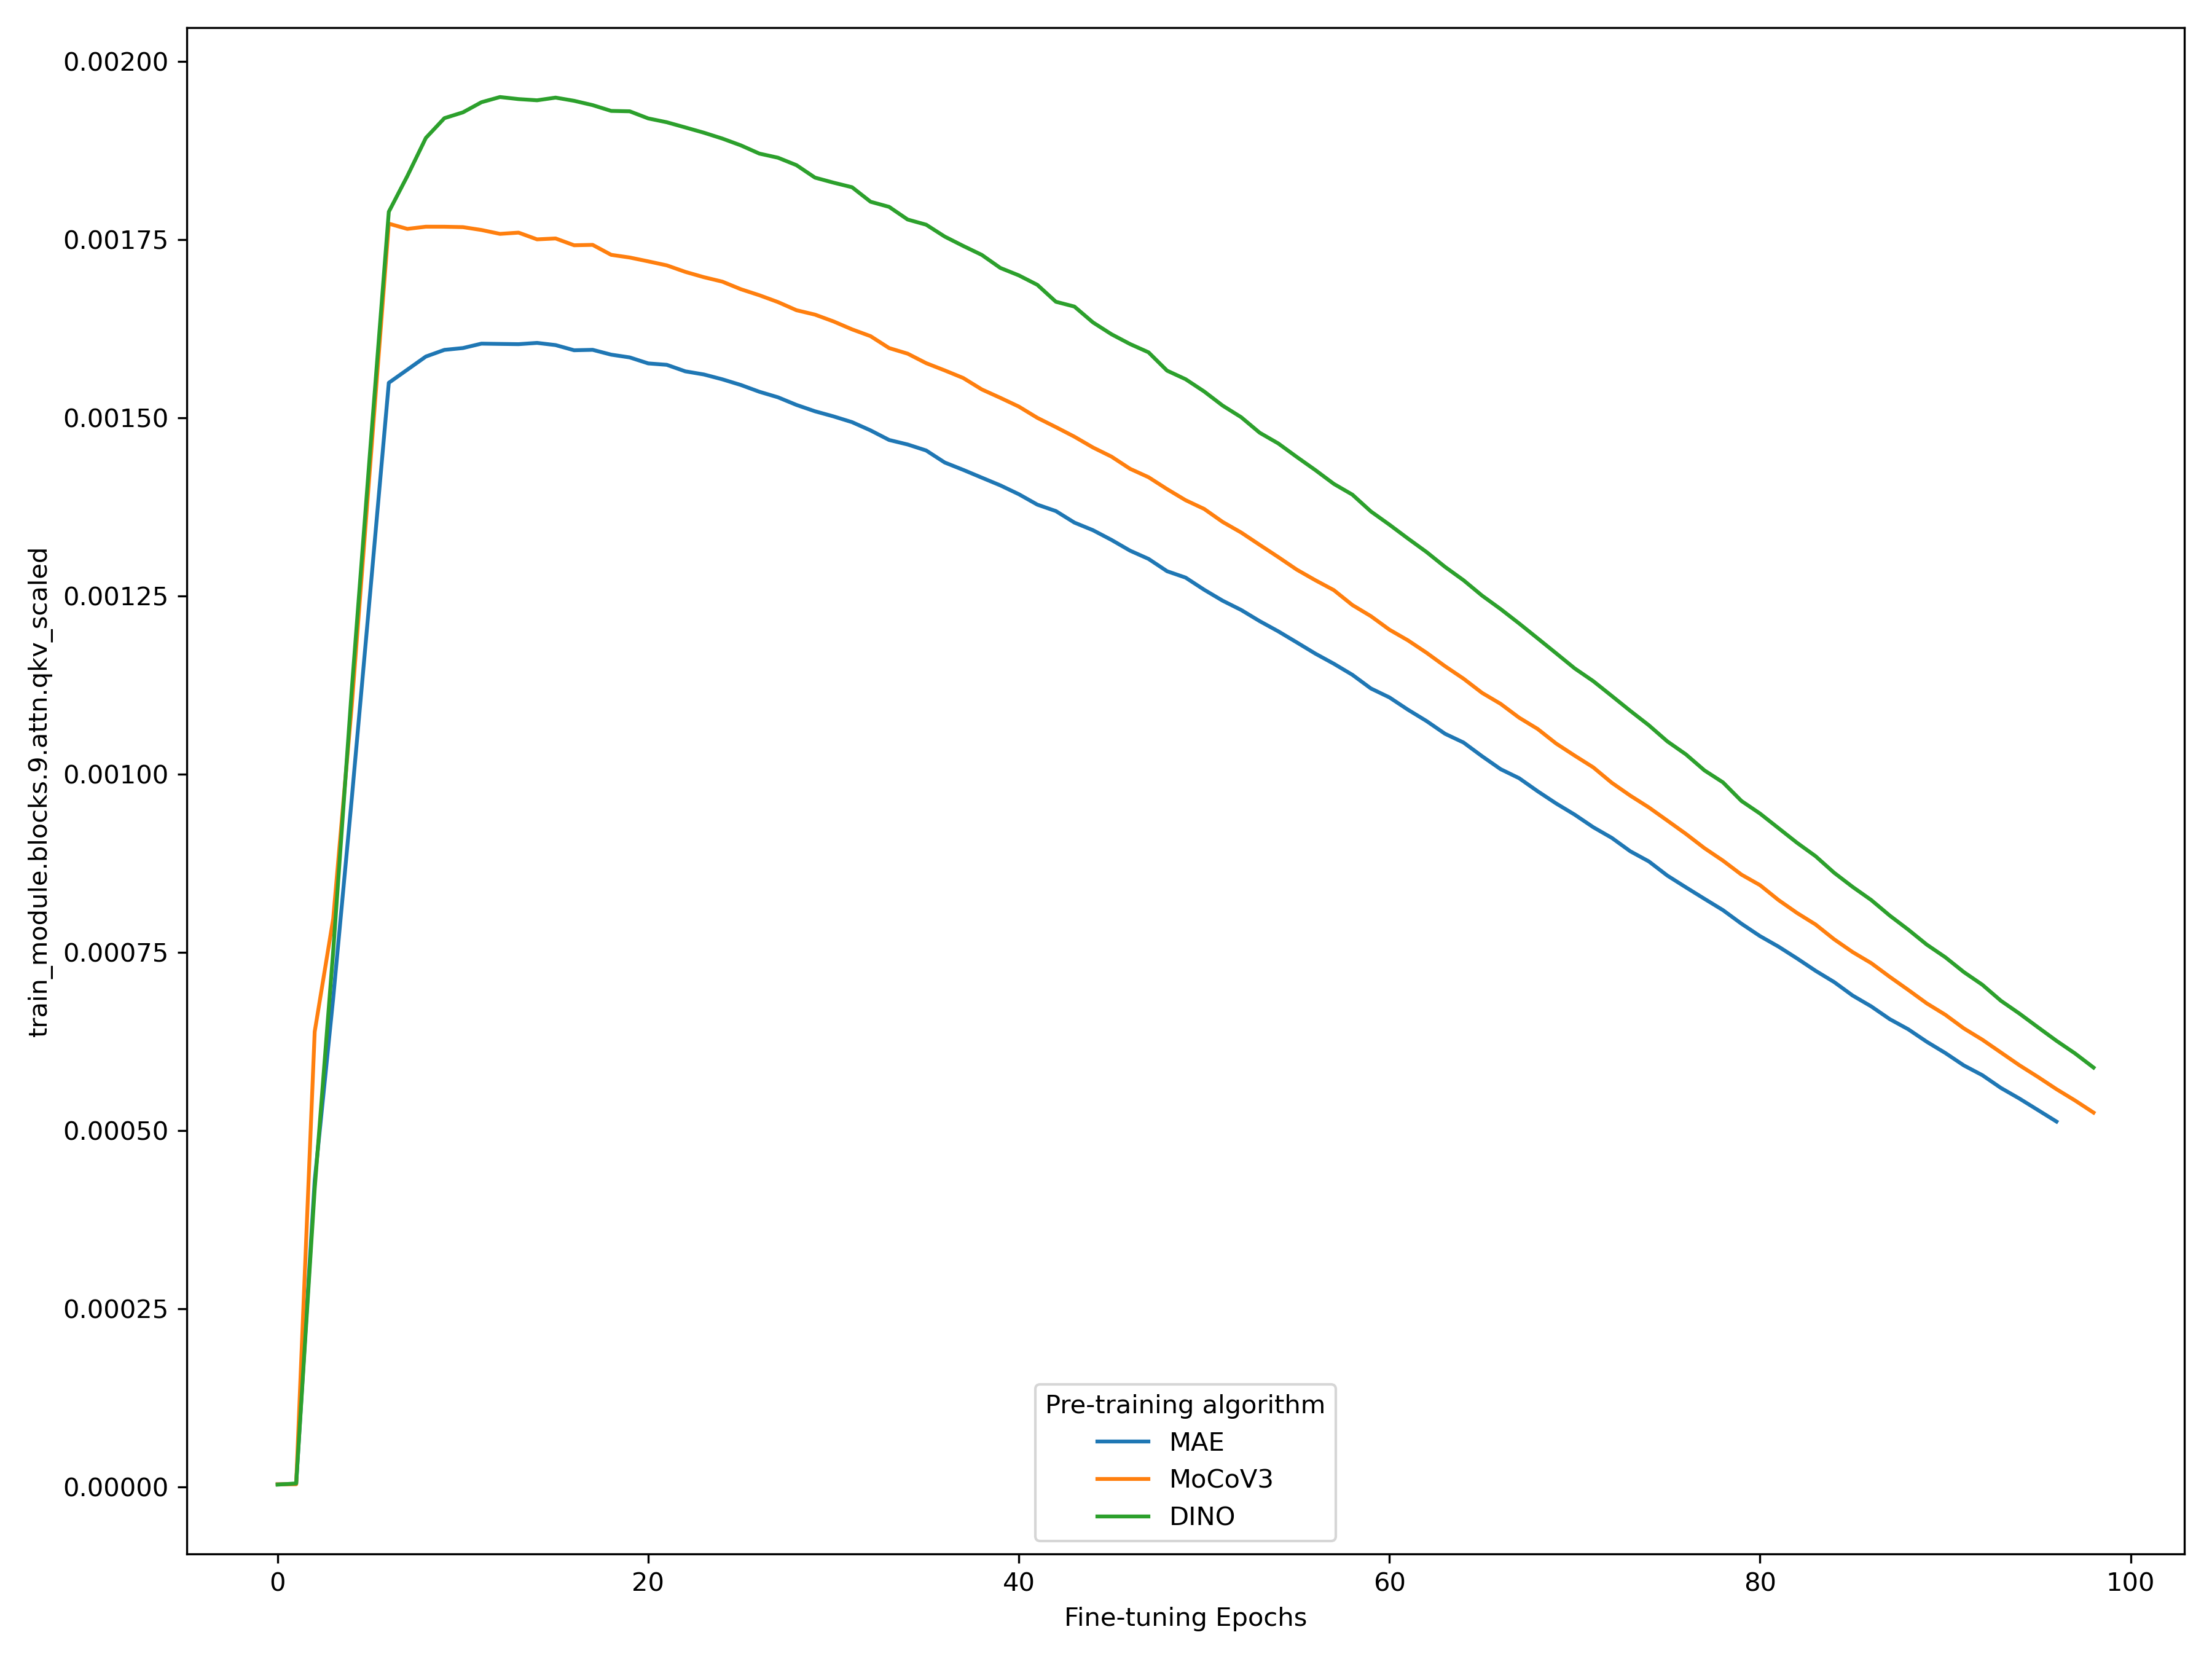 0.00200
0.00175
0.00150
0.00125
0.00100
0.00075
0.00050
0.00025
0.00000
train_module.blocks.9.attn.qkv_scaled
Pre-training algorithm
MAE
MoCoV3
DINO
0 20 40 60 80 100
Fine-tuning Epochs